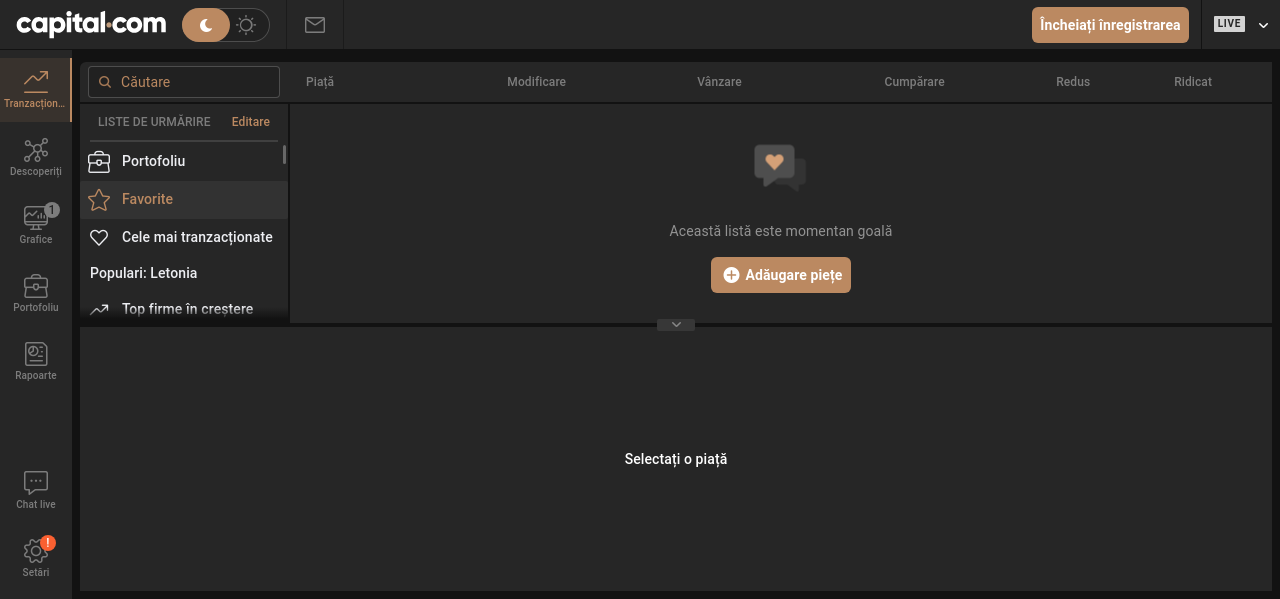 capital.com
Încheiați înregistrarea
LIVE
Tranzacțion...
Descoperiți
1
Grafice
Portofoliu
Rapoarte
Chat live
!
Setări
Căutare
Piață Modificare Vânzare Cumpărare Redus Ridicat
LISTE DE URMĂRIRE Editare
Portofoliu
Favorite
Cele mai tranzacționate
Populari: Letonia
Top firme în creștere
Această listă este momentan goală
Adăugare piețe
Selectați o piață